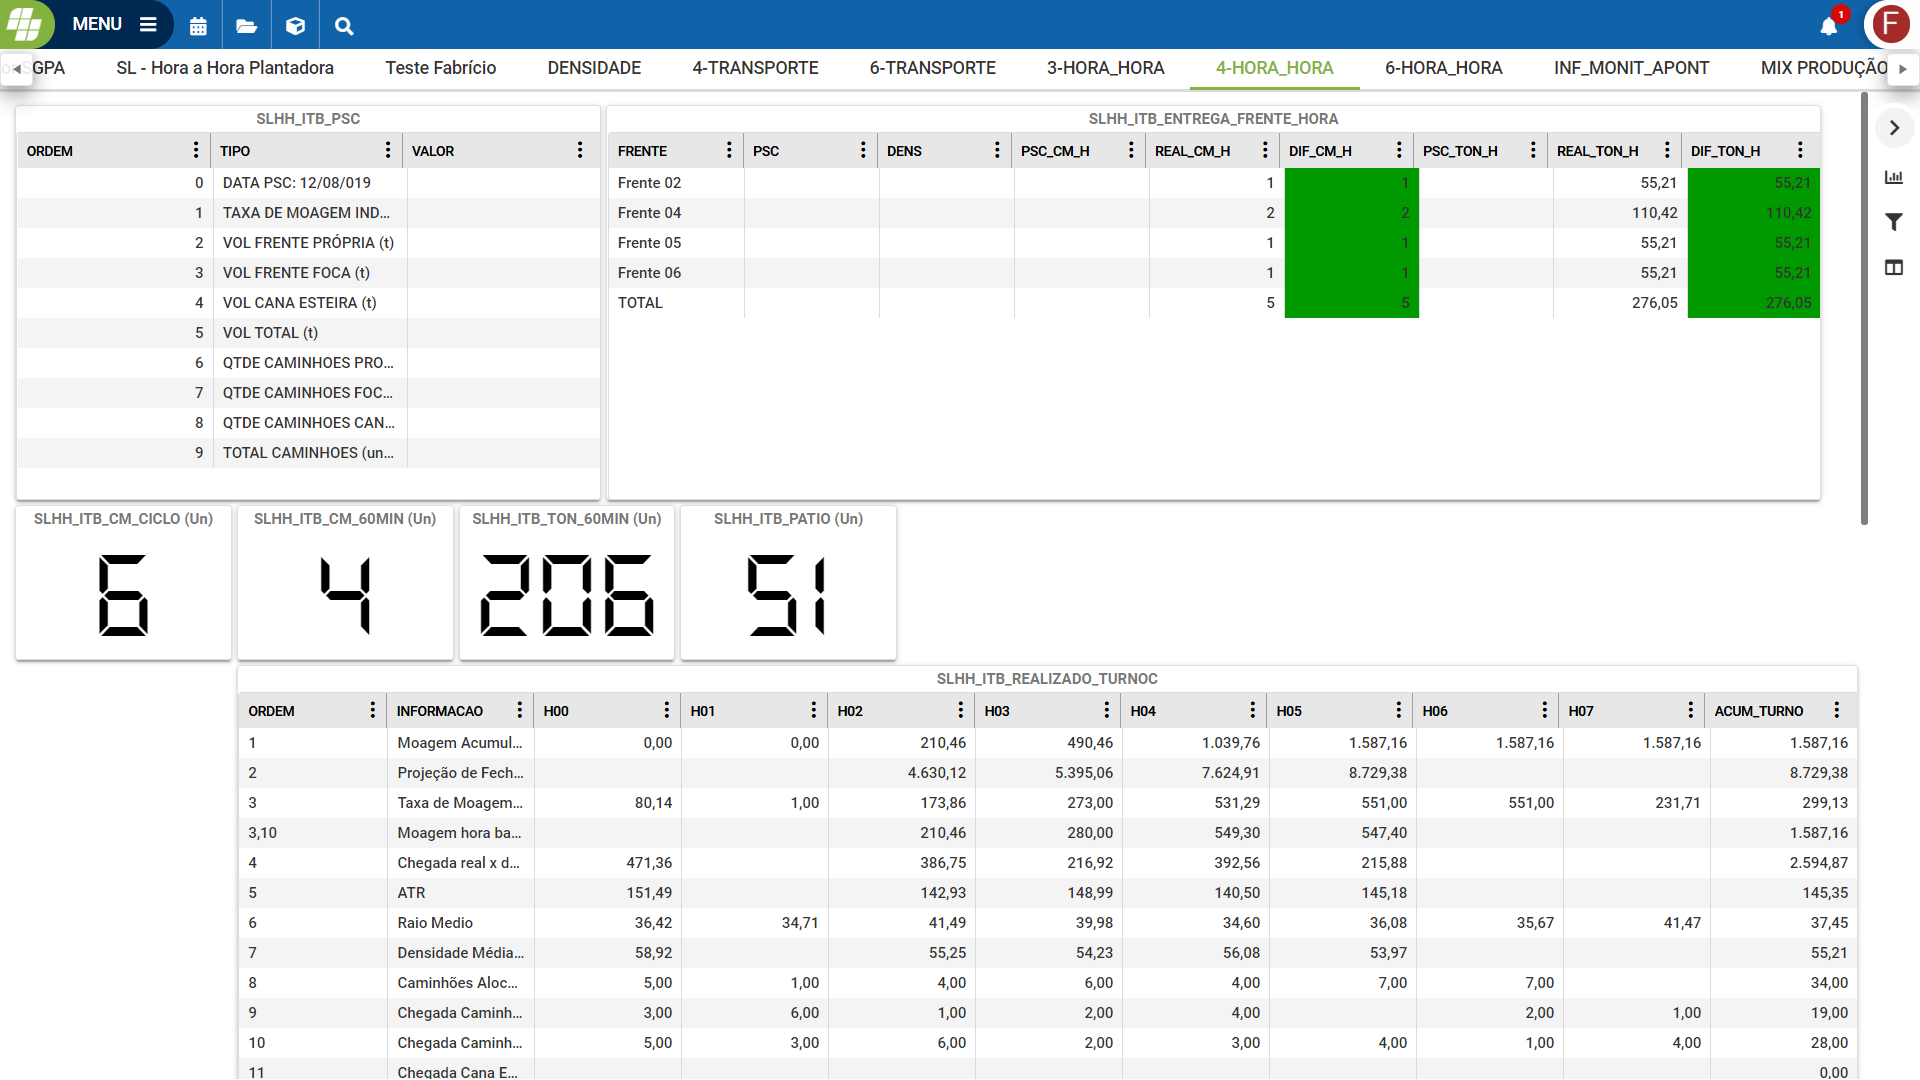 MENU
1
F
SGPA SL - Hora a Hora Plantadora Teste Fabrício DENSIDADE 4-TRANSPORTE 6-TRANSPORTE 3-HORA_HORA 4-HORA_HORA 6-HORA_HORA INF_MONIT_APONT MIX PRODUÇÃO
SLHH_ITB_PSC
ORDEM TIPO VALOR
0 DATA PSC: 12/08/019
1 TAXA DE MOAGEM IND...
2 VOL FRENTE PRÓPRIA (t)
3 VOL FRENTE FOCA (t)
4 VOL CANA ESTEIRA (t)
5 VOL TOTAL (t)
6 QTDE CAMINHOES PRO...
7 QTDE CAMINHOES FOC...
8 QTDE CAMINHOES CAN...
9 TOTAL CAMINHOES (un...
SLHH_ITB_ENTREGA_FRENTE_HORA
FRENTE PSC DENS PSC_CM_H REAL_CM_H DIF_CM_H PSC_TON_H REAL_TON_H DIF_TON_H
Frente 02 1 1 55,21 55,21
Frente 04 2 2 110,42 110,42
Frente 05 1 1 55,21 55,21
Frente 06 1 1 55,21 55,21
TOTAL 5 5 276,05 276,05
SLHH_ITB_CM_CICLO (Un)
6
SLHH_ITB_CM_60MIN (Un)
4
SLHH_ITB_TON_60MIN (Un)
206
SLHH_ITB_PATIO (Un)
51
SLHH_ITB_REALIZADO_TURNOC
ORDEM INFORMACAO H00 H01 H02 H03 H04 H05 H06 H07 ACUM_TURNO
1 Moagem Acumul... 0,00 0,00 210,46 490,46 1.039,76 1.587,16 1.587,16 1.587,16 1.587,16
2 Projeção de Fech... 4.630,12 5.395,06 7.624,91 8.729,38 8.729,38
3 Taxa de Moagem... 80,14 1,00 173,86 273,00 531,29 551,00 551,00 231,71 299,13
3,10 Moagem hora ba... 210,46 280,00 549,30 547,40 1.587,16
4 Chegada real x d... 471,36 386,75 216,92 392,56 215,88 2.594,87
5 ATR 151,49 142,93 148,99 140,50 145,18 145,35
6 Raio Medio 36,42 34,71 41,49 39,98 34,60 36,08 35,67 41,47 37,45
7 Densidade Média... 58,92 55,25 54,23 56,08 53,97 55,21
8 Caminhões Aloc... 5,00 1,00 4,00 6,00 4,00 7,00 7,00 34,00
9 Chegada Caminh... 3,00 6,00 1,00 2,00 4,00 2,00 1,00 19,00
10 Chegada Caminh... 5,00 3,00 6,00 2,00 3,00 4,00 1,00 4,00 28,00
11 Chegada Cana E... 0,00